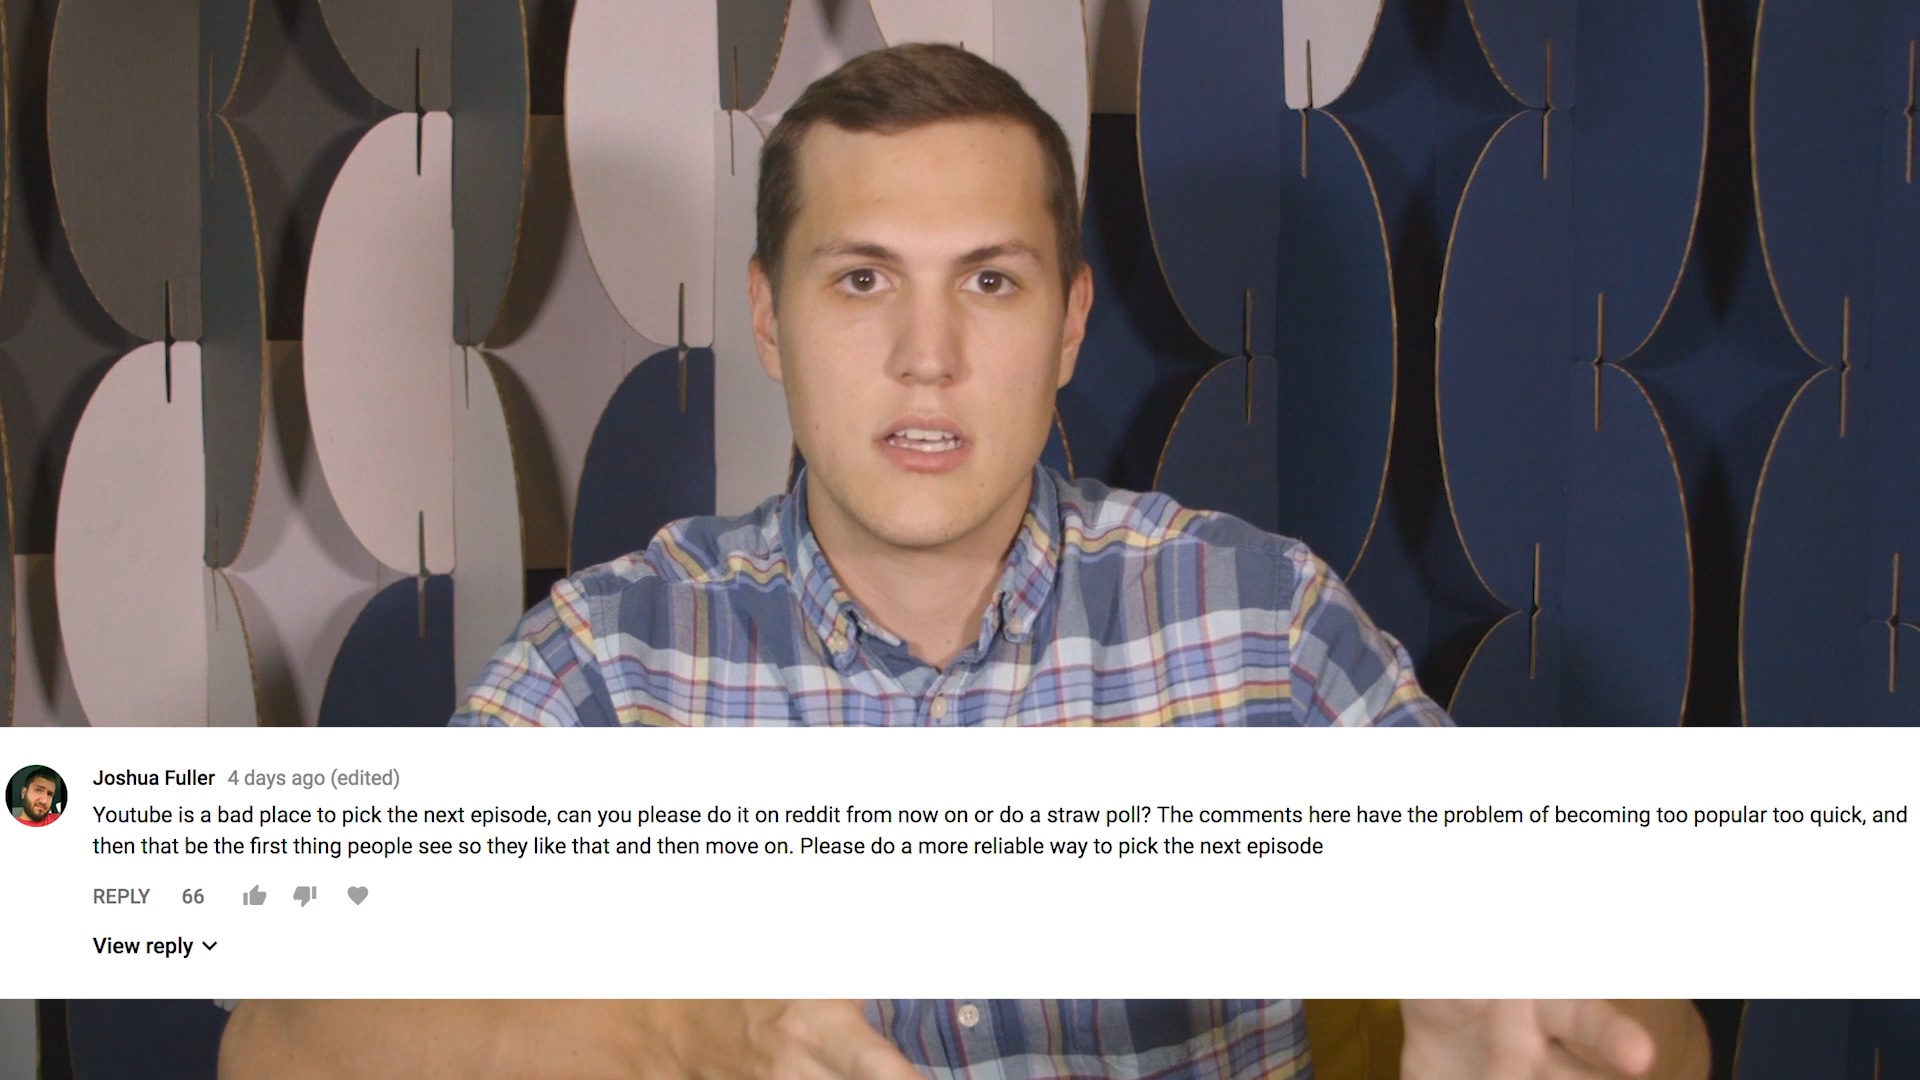 Joshua Fuller 4 days ago (edited)
Youtube is a bad place to pick the next episode, can you please do it on reddit from now on or do a straw poll? The comments here have the problem of becoming too popular too quick, and
then that be the first thing people see so they like that and then move on. Please do a more reliable way to pick the next episode
REPLY 66
View reply